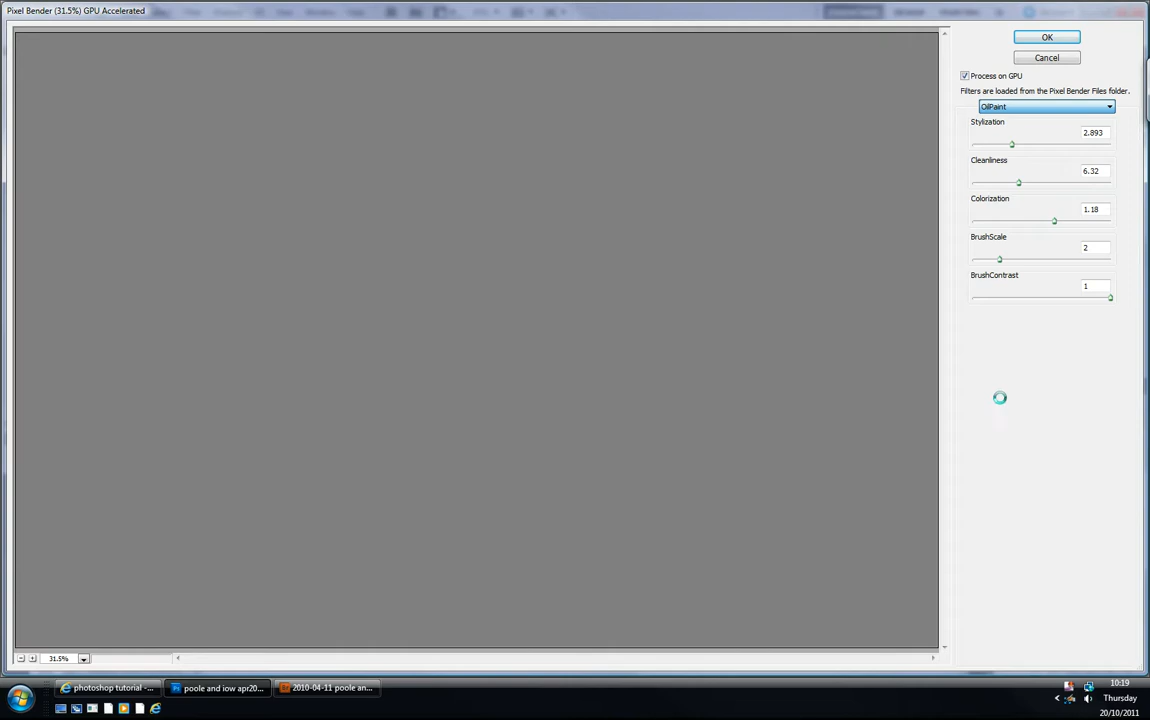 Pixel Bender (31.5%) GPU Accelerated
OK
Cancel
Process on GPU
Filters are loaded from the Pixel Bender Files folder.
OilPaint
Stylization
2.893
Cleanliness
6.32
Colorization
1.18
BrushScale
2
BrushContrast
1
31.5%
photoshop tutorial -...
poole and iow apr20...
2010-04-11 poole an...
10:19
Thursday
20/10/2011